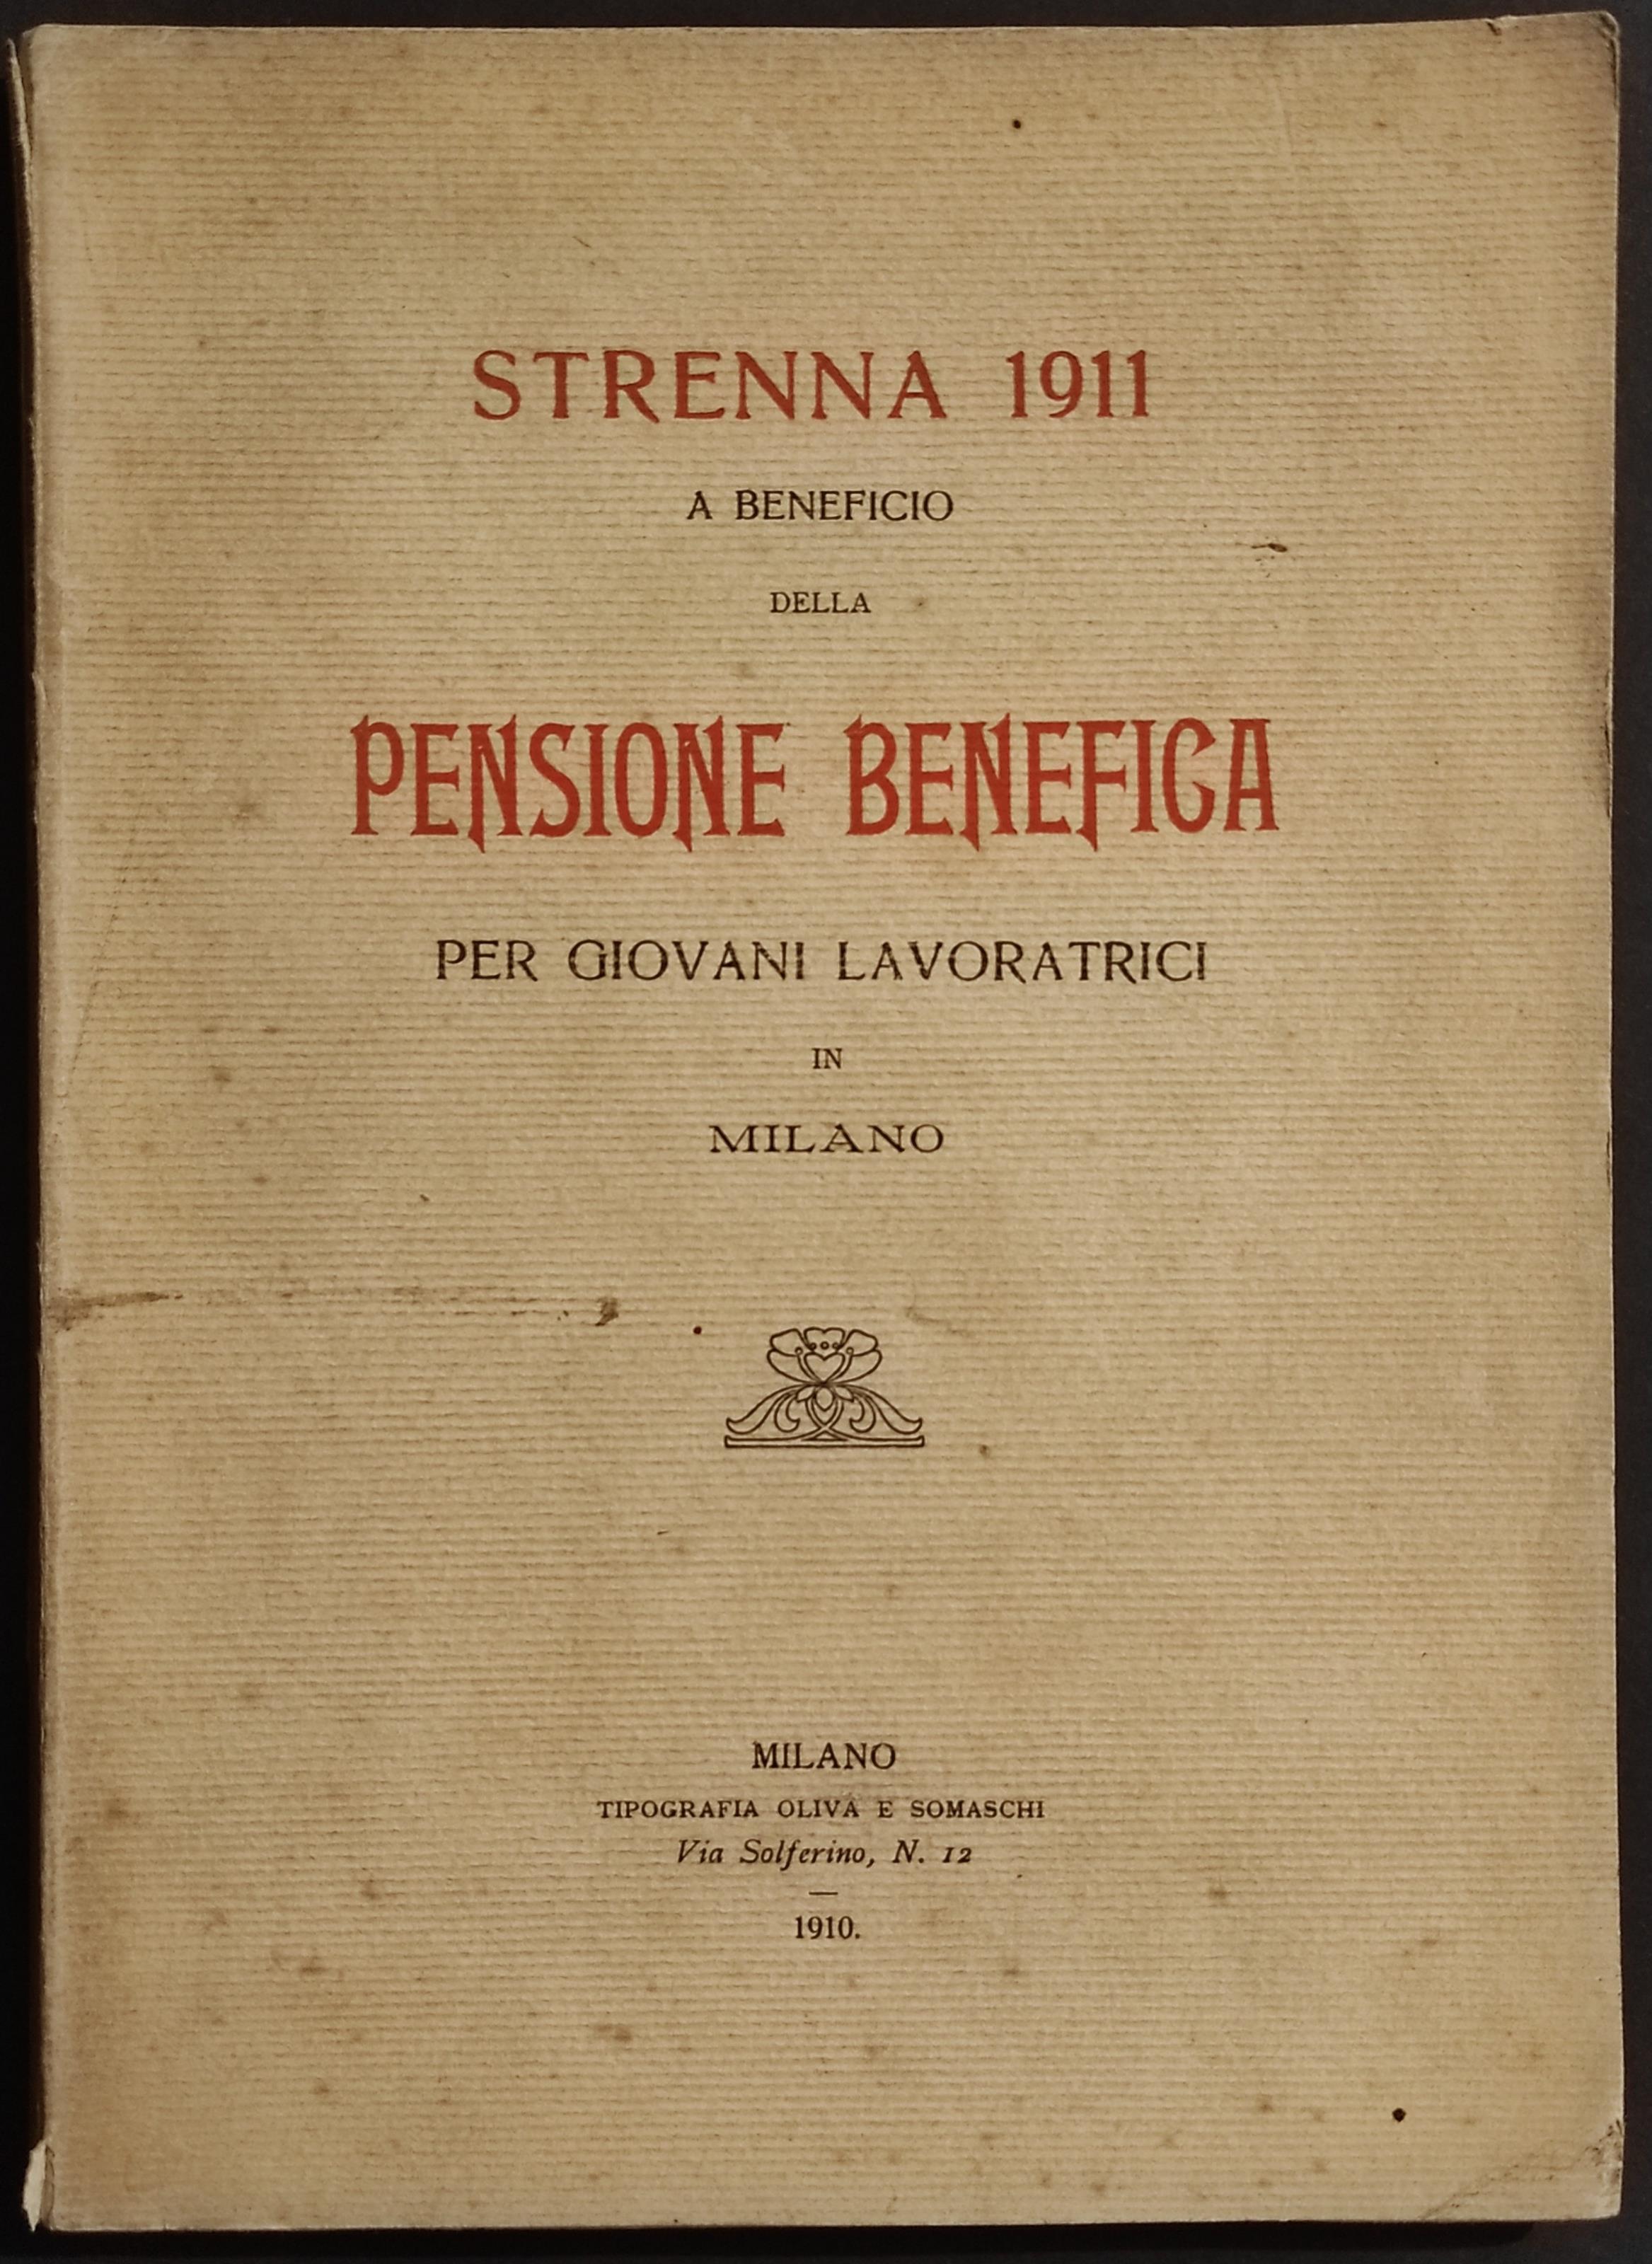 STRENNA 1911
A BENEFICIO
DELLA
PENSIONE BENEFICA
PER GIOVANI LAVORATRICI
IN
MILANO
MILANO
TIPOGRAFIA OLIVA E SOMASCHI
Via Solferino, N. 12
—
1910.